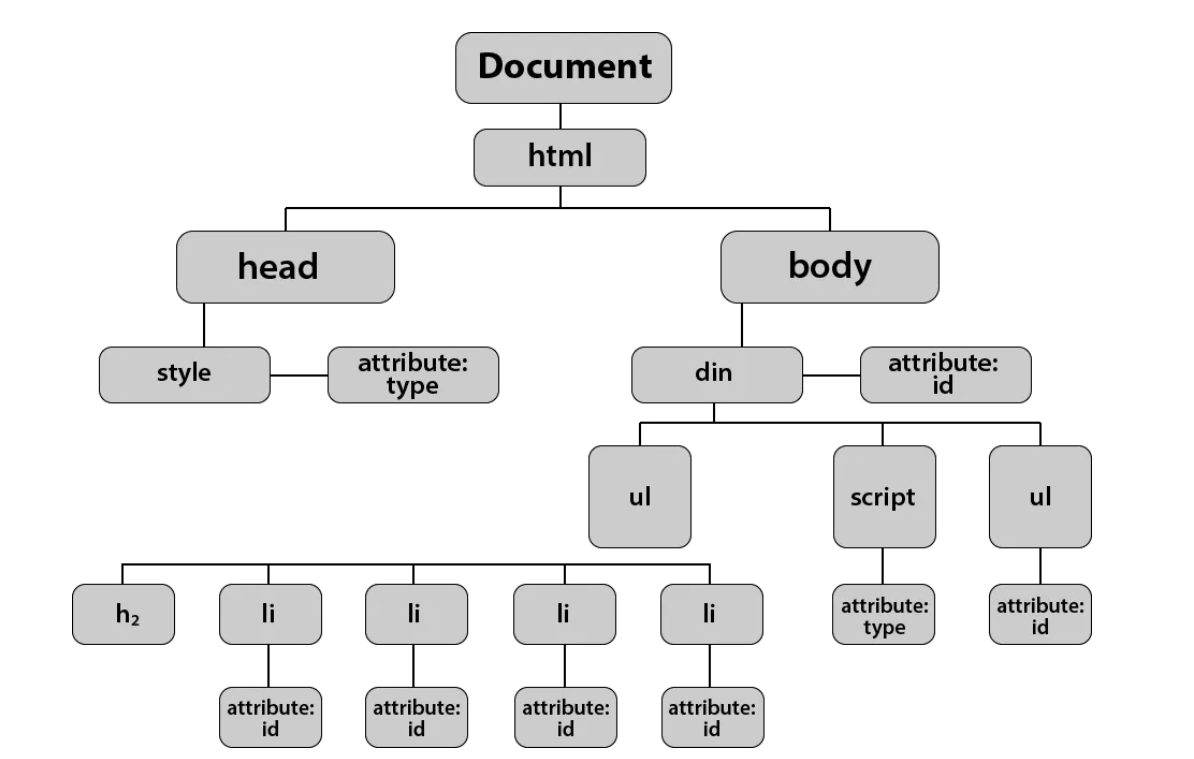 Document
html
head
body
style
attribute:
type
din
attribute:
id
ul
script
ul
h₂
li
li
li
li
attribute:
type
attribute:
id
attribute:
id
attribute:
id
attribute:
id
attribute:
id